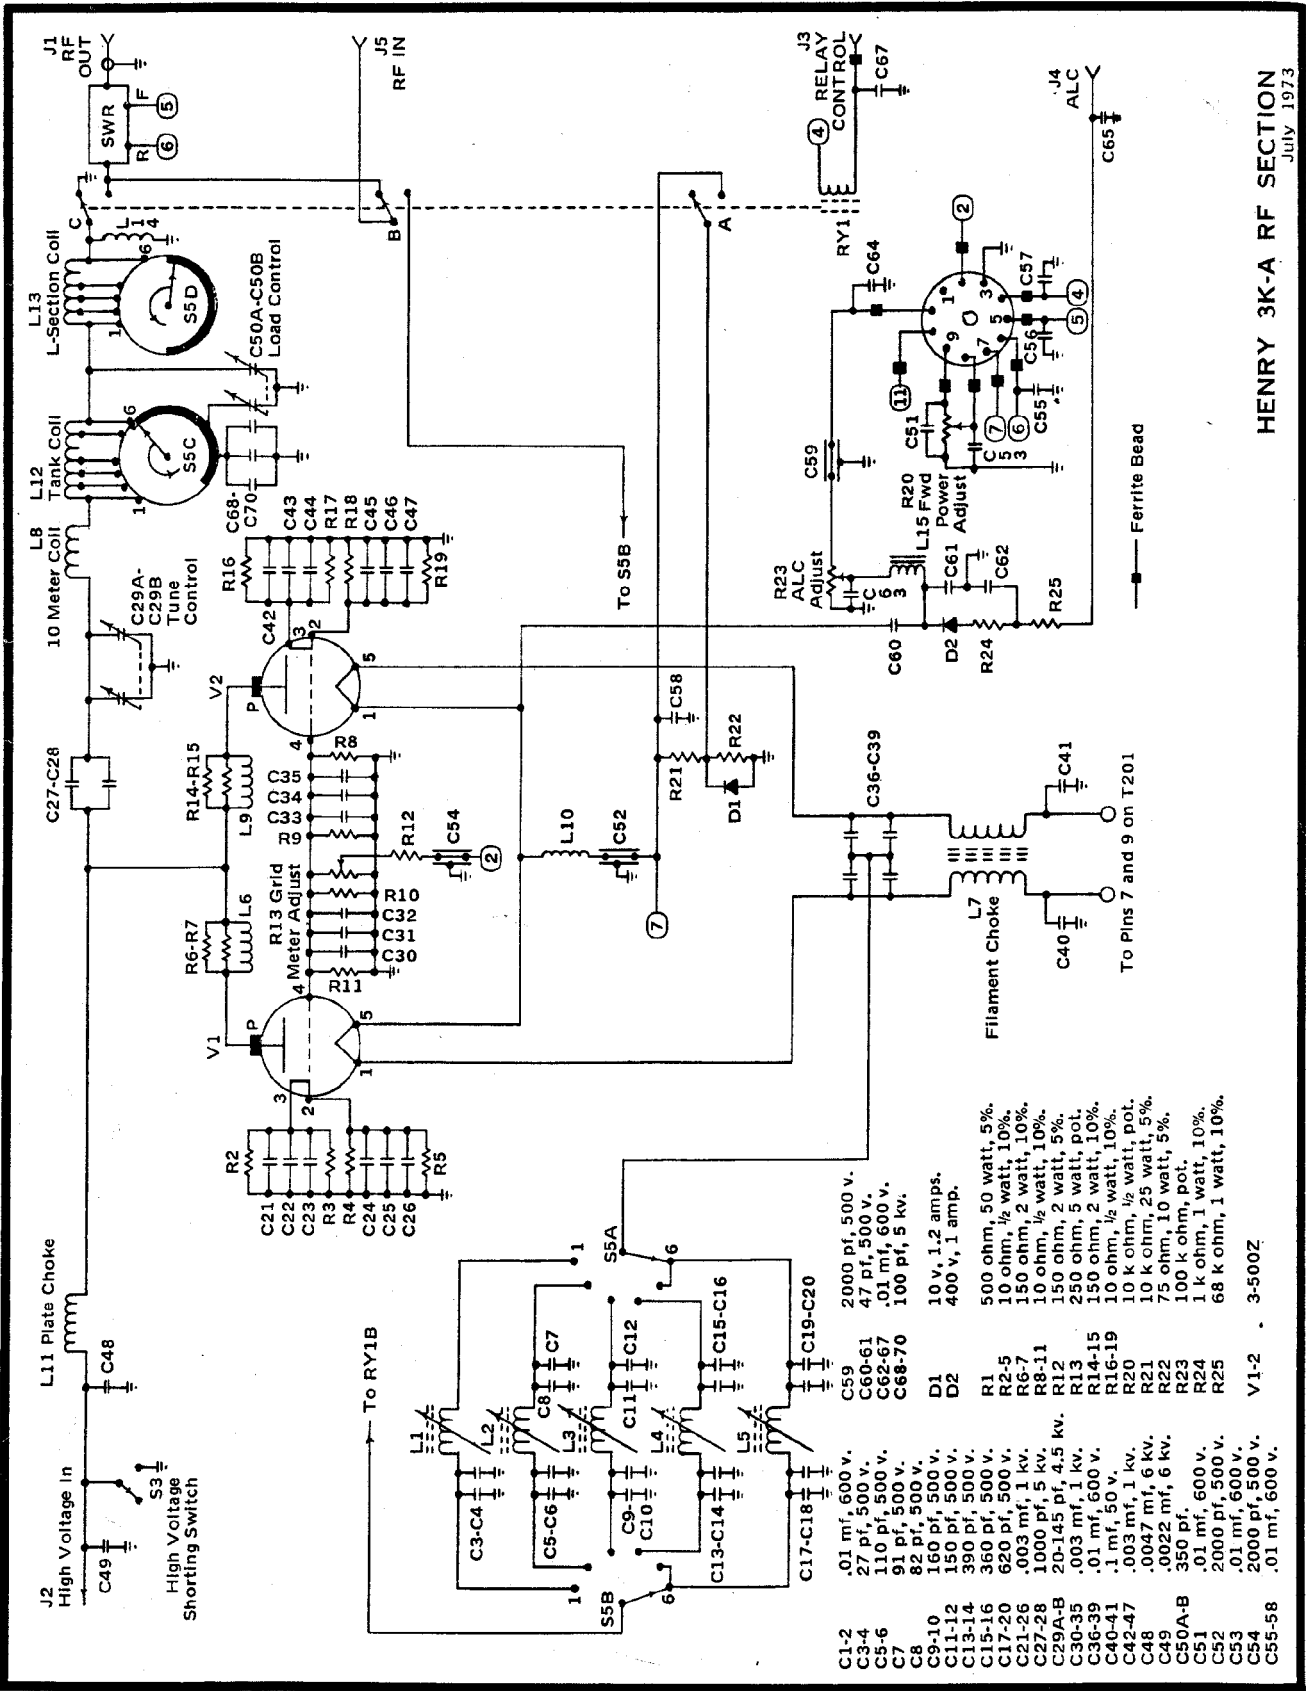 J2
High Voltage In
L11 Plate Choke
C49
S3
High Voltage
Shorting Switch
C48
C27-C28
C29A-
C29B
Tune
Control
L8
10 Meter Coil
L12
Tank Coil
L13
L-Section Coil
1
6
S5C
C68-
C70
1
6
S5D
C50A-C50B
Load Control
L
1
4
C
SWR
R
F
6
5
J1
RF
OUT
J5
RF IN
B
R6-R7
L6
R14-R15
L9
V1
P
V2
P
R2
C21
C22
C23
R3
R4
C24
C25
C26
R5
3
2
4
1
5
R13 Grid
Meter Adjust
R11
C30
C31
C32
R10
R9
C33
C34
C35
R8
R12
C54
2
4
3
2
1
5
R16
C42
C43
C44
R17
R18
C45
C46
C47
R19
To S5B
L10
C52
7
C58
R21
R22
D1
A
RY1
4
J3
RELAY
CONTROL
C67
C64
C59
R23
ALC
Adjust
C
6
3
L15
C60
C61
C62
D2
R24
R25
R20
Fwd
Power
Adjust
C51
C
5
3
11
1
3
5
7
9
2
C57
4
C56
5
7
6
C55
J4
ALC
C65
C36-C39
L7
Filament Choke
C40
C41
To Pins 7 and 9 on T201
To RY1B
S5B
1
6
S5A
1
6
L1
C3-C4
L2
C5-C6
C8
C7
L3
C9-
C10
C11
C12
L4
C13-C14
C15-C16
L5
C17-C18
C19-C20
Ferrite Bead
C1-2 .01 mf, 600 v.
C3-4 27 pf, 500 v.
C5-6 110 pf, 500 v.
C7 91 pf, 500 v.
C8 82 pf, 500 v.
C9-10 160 pf, 500 v.
C11-12 150 pf, 500 v.
C13-14 390 pf, 500 v.
C15-16 360 pf, 500 v.
C17-20 620 pf, 500 v.
C21-26 .003 mf, 1 kv.
C27-28 1000 pf, 5 kv.
C29A-B 20-145 pf, 4.5 kv.
C30-35 .003 mf, 1 kv.
C36-39 .01 mf, 600 v.
C40-41 .1 mf, 50 v.
C42-47 .003 mf, 1 kv.
C48 .0047 mf, 6 kv.
C49 .0022 mf, 6 kv.
C50A-B 350 pf.
C51 .01 mf, 600 v.
C52 2000 pf, 500 v.
C53 .01 mf, 600 v.
C54 2000 pf, 500 v.
C55-58 .01 mf, 600 v.
C59 2000 pf, 500 v.
C60-61 47 pf, 500 v.
C62-67 .01 mf, 600 v.
C68-70 100 pf, 5 kv.
D1 10 v, 1.2 amps.
D2 400 v, 1 amp.
R1 500 ohm, 50 watt, 5%.
R2-5 10 ohm, ½ watt, 10%.
R6-7 150 ohm, 2 watt, 10%.
R8-11 10 ohm, ½ watt, 10%.
R12 150 ohm, 2 watt, 5%.
R13 250 ohm, 5 watt, pot.
R14-15 150 ohm, 2 watt, 10%.
R16-19 10 ohm, ½ watt, 10%.
R20 10 k ohm, ½ watt, pot.
R21 10 k ohm, 25 watt, 5%.
R22 75 ohm, 10 watt, 5%.
R23 100 k ohm, pot.
R24 1 k ohm, 1 watt, 10%.
R25 68 k ohm, 1 watt, 10%.
V1-2 3-500Z
HENRY 3K-A RF SECTION
July 1973